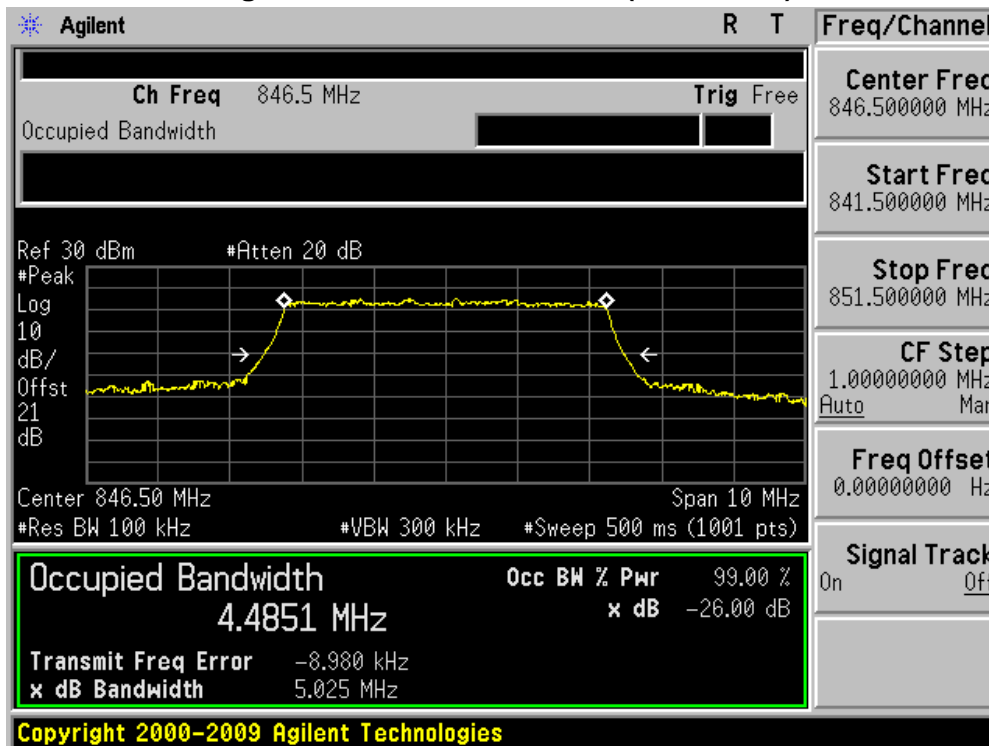 Agilent R T Freq/Channel
Ch Freq 846.5 MHz Trig Free
Occupied Bandwidth
Center Freq
846.500000 MHz
Start Freq
841.500000 MHz
Stop Freq
851.500000 MHz
CF Step
1.00000000 MHz
Auto Man
Freq Offset
0.00000000 Hz
Signal Track
On Off
Ref 30 dBm #Atten 20 dB
#Peak
Log
10
dB/
Offst
21
dB
Center 846.50 MHz Span 10 MHz
#Res BW 100 kHz #VBW 300 kHz #Sweep 500 ms (1001 pts)
Occupied Bandwidth Occ BW % Pwr 99.00 %
4.4851 MHz x dB -26.00 dB
Transmit Freq Error -8.980 kHz
x dB Bandwidth 5.025 MHz
Copyright 2000-2009 Agilent Technologies